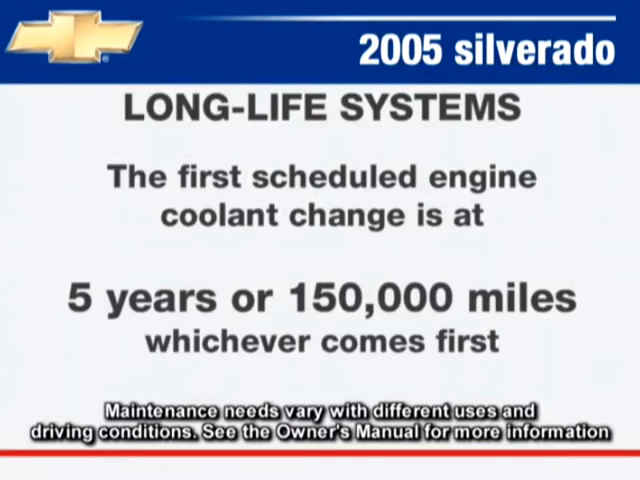 2005 silverado
LONG-LIFE SYSTEMS
The first scheduled engine
coolant change is at
5 years or 150,000 miles
whichever comes first
Maintenance needs vary with different uses and
driving conditions. See the Owner's Manual for more information